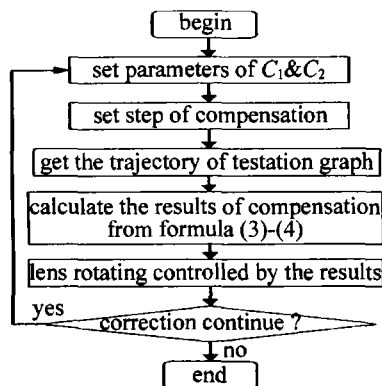 begin
set parameters of C₁&C₂
set step of compensation
get the trajectory of testation graph
calculate the results of compensation
from formula (3)-(4)
lens rotating controlled by the results
yes
correction continue ?
no
end